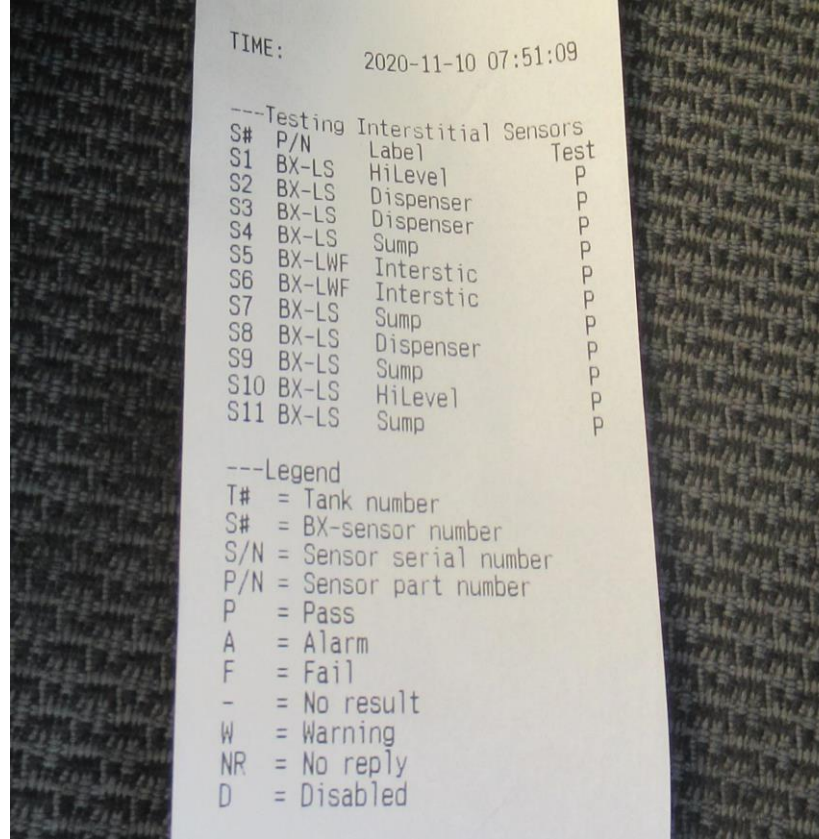 TIME: 2020-11-10 07:51:09
---Testing Interstitial Sensors
S# P/N Label Test
S1 BX-LS HiLevel P
S2 BX-LS Dispenser P
S3 BX-LS Dispenser P
S4 BX-LS Sump P
S5 BX-LWF Interstic P
S6 BX-LWF Interstic P
S7 BX-LS Sump P
S8 BX-LS Dispenser P
S9 BX-LS Sump P
S10 BX-LS HiLevel P
S11 BX-LS Sump P
---Legend
T# = Tank number
S# = BX-sensor number
S/N = Sensor serial number
P/N = Sensor part number
P = Pass
A = Alarm
F = Fail
- = No result
W = Warning
NR = No reply
D = Disabled